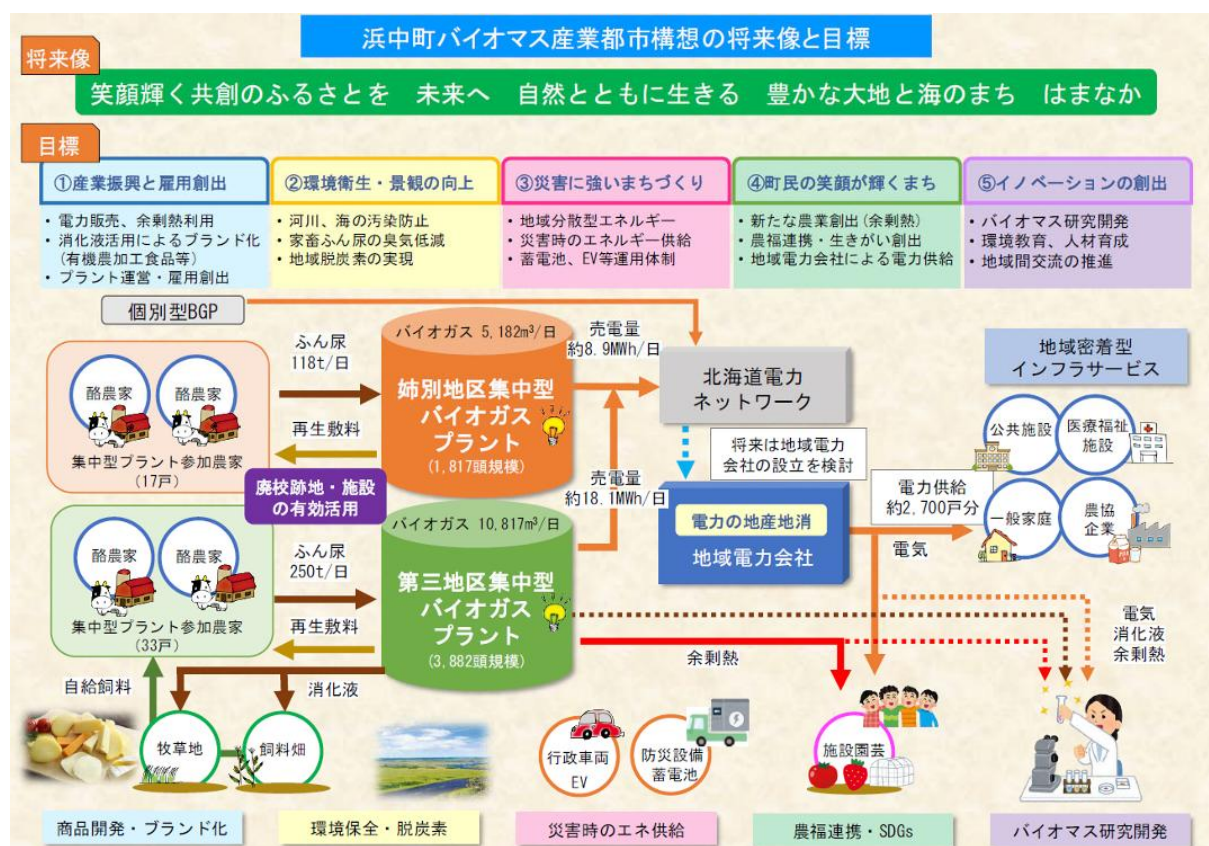 浜中町バイオマス産業都市構想の将来像と目標
将来像
笑顔輝く共創のふるさとを 未来へ 自然とともに生きる 豊かな大地と海のまち はまなか
目標
①産業振興と雇用創出
・電力販売、余剰熱利用
・消化液活用によるブランド化
(有機農加工食品等)
・プラント運営・雇用創出
②環境衛生・景観の向上
・河川、海の汚染防止
・家畜ふん尿の臭気低減
・地域脱炭素の実現
③災害に強いまちづくり
・地域分散型エネルギー
・災害時のエネルギー供給
・蓄電池、EV等運用体制
④町民の笑顔が輝くまち
・新たな農業創出(余剰熱)
・農福連携・生きがい創出
・地域電力会社による電力供給
⑤イノベーションの創出
・バイオマス研究開発
・環境教育、人材育成
・地域間交流の推進
個別型BGP
酪農家
酪農家
集中型プラント参加農家
(17戸)
ふん尿
118t/日
再生敷料
バイオガス 5,182m³/日
姉別地区集中型
バイオガス
プラント
(1,817頭規模)
売電量
約8.9MWh/日
北海道電力
ネットワーク
地域密着型
インフラサービス
公共施設
医療福祉
施設
一般家庭
農協
企業
廃校跡地・施設
の有効活用
売電量
約18.1MWh/日
将来は地域電力
会社の設立を検討
電力の地産地消
地域電力会社
電力供給
約2,700戸分
電気
酪農家
酪農家
集中型プラント参加農家
(33戸)
ふん尿
250t/日
再生敷料
バイオガス 10,817m³/日
第三地区集中型
バイオガス
プラント
(3,882頭規模)
余剰熱
電気
消化液
余剰熱
自給飼料
消化液
牧草地
飼料畑
行政車両
EV
防災設備
蓄電池
施設園芸
商品開発・ブランド化
環境保全・脱炭素
災害時のエネ供給
農福連携・SDGs
バイオマス研究開発